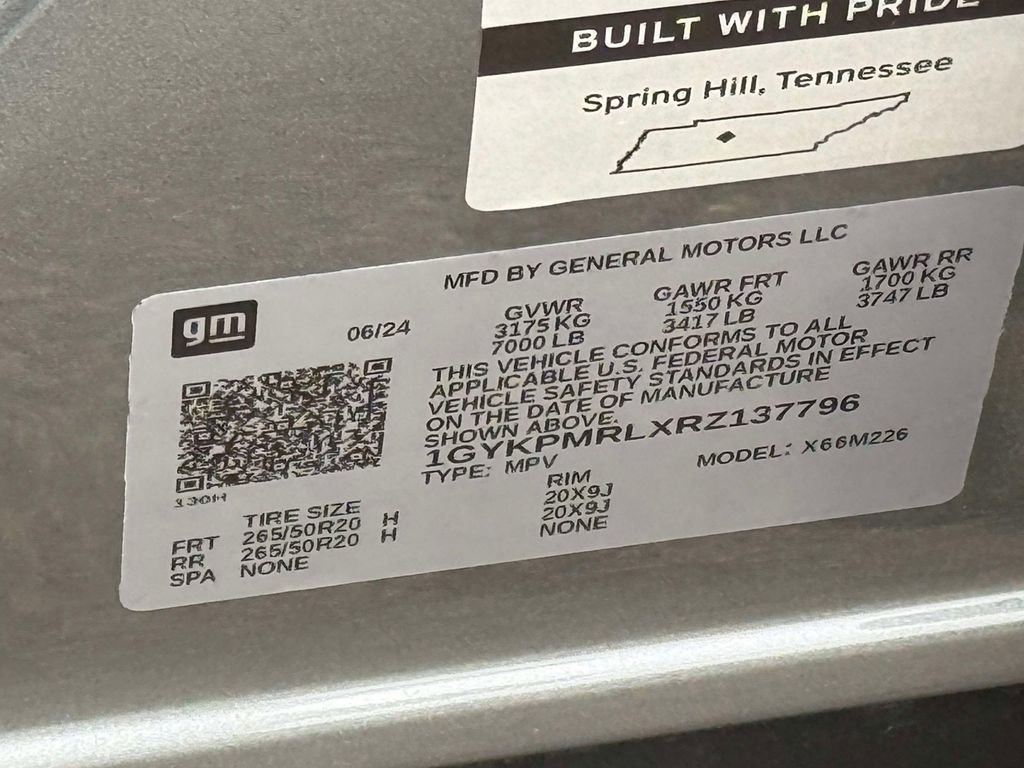 BUILT WITH PRIDE
Spring Hill, Tennessee
MFD BY GENERAL MOTORS LLC
gm
06/24
GVWR GAWR FRT GAWR RR
3175 KG 1550 KG 1700 KG
7000 LB 3417 LB 3747 LB
THIS VEHICLE CONFORMS TO ALL
APPLICABLE U.S. FEDERAL MOTOR
VEHICLE SAFETY STANDARDS IN EFFECT
ON THE DATE OF MANUFACTURE
SHOWN ABOVE.
1GYKPMRLXRZ137796
TYPE: MPV MODEL: X66M226
130H
TIRE SIZE RIM
FRT 265/50R20 H 20X9J
RR 265/50R20 H 20X9J
SPA NONE NONE